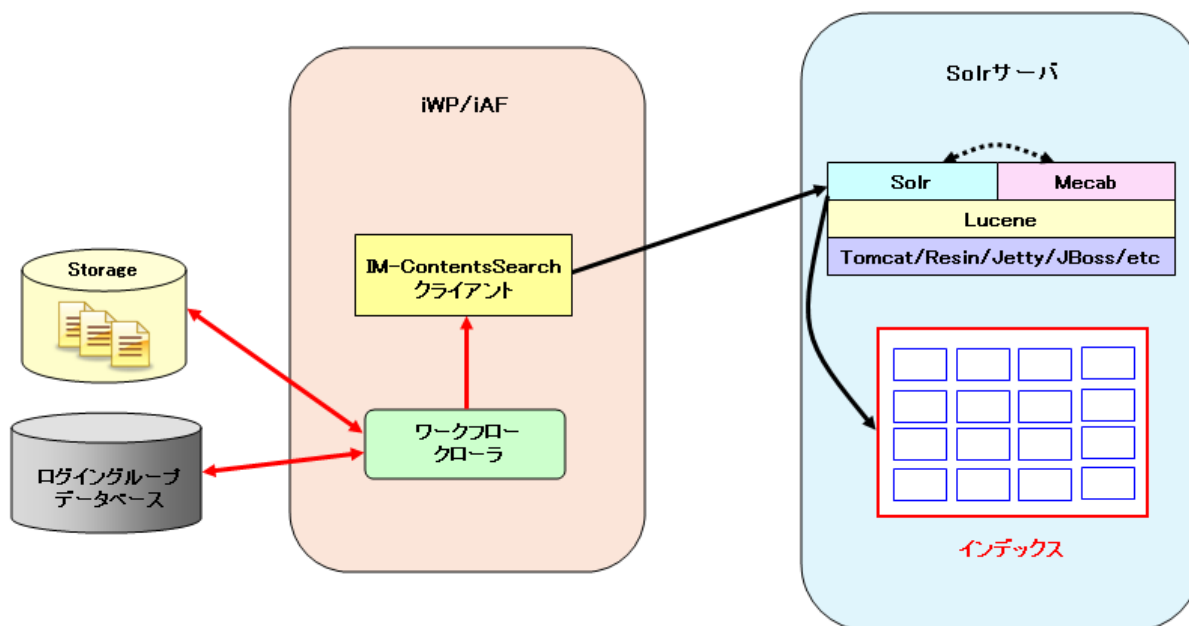 iWP/iAF
Solrサーバ
Solr
Mecab
Lucene
Tomcat/Resin/Jetty/JBoss/etc
IM-ContentsSearch
クライアント
Storage
ワークフロー
クローラ
ログイングループ
データベース
インデックス